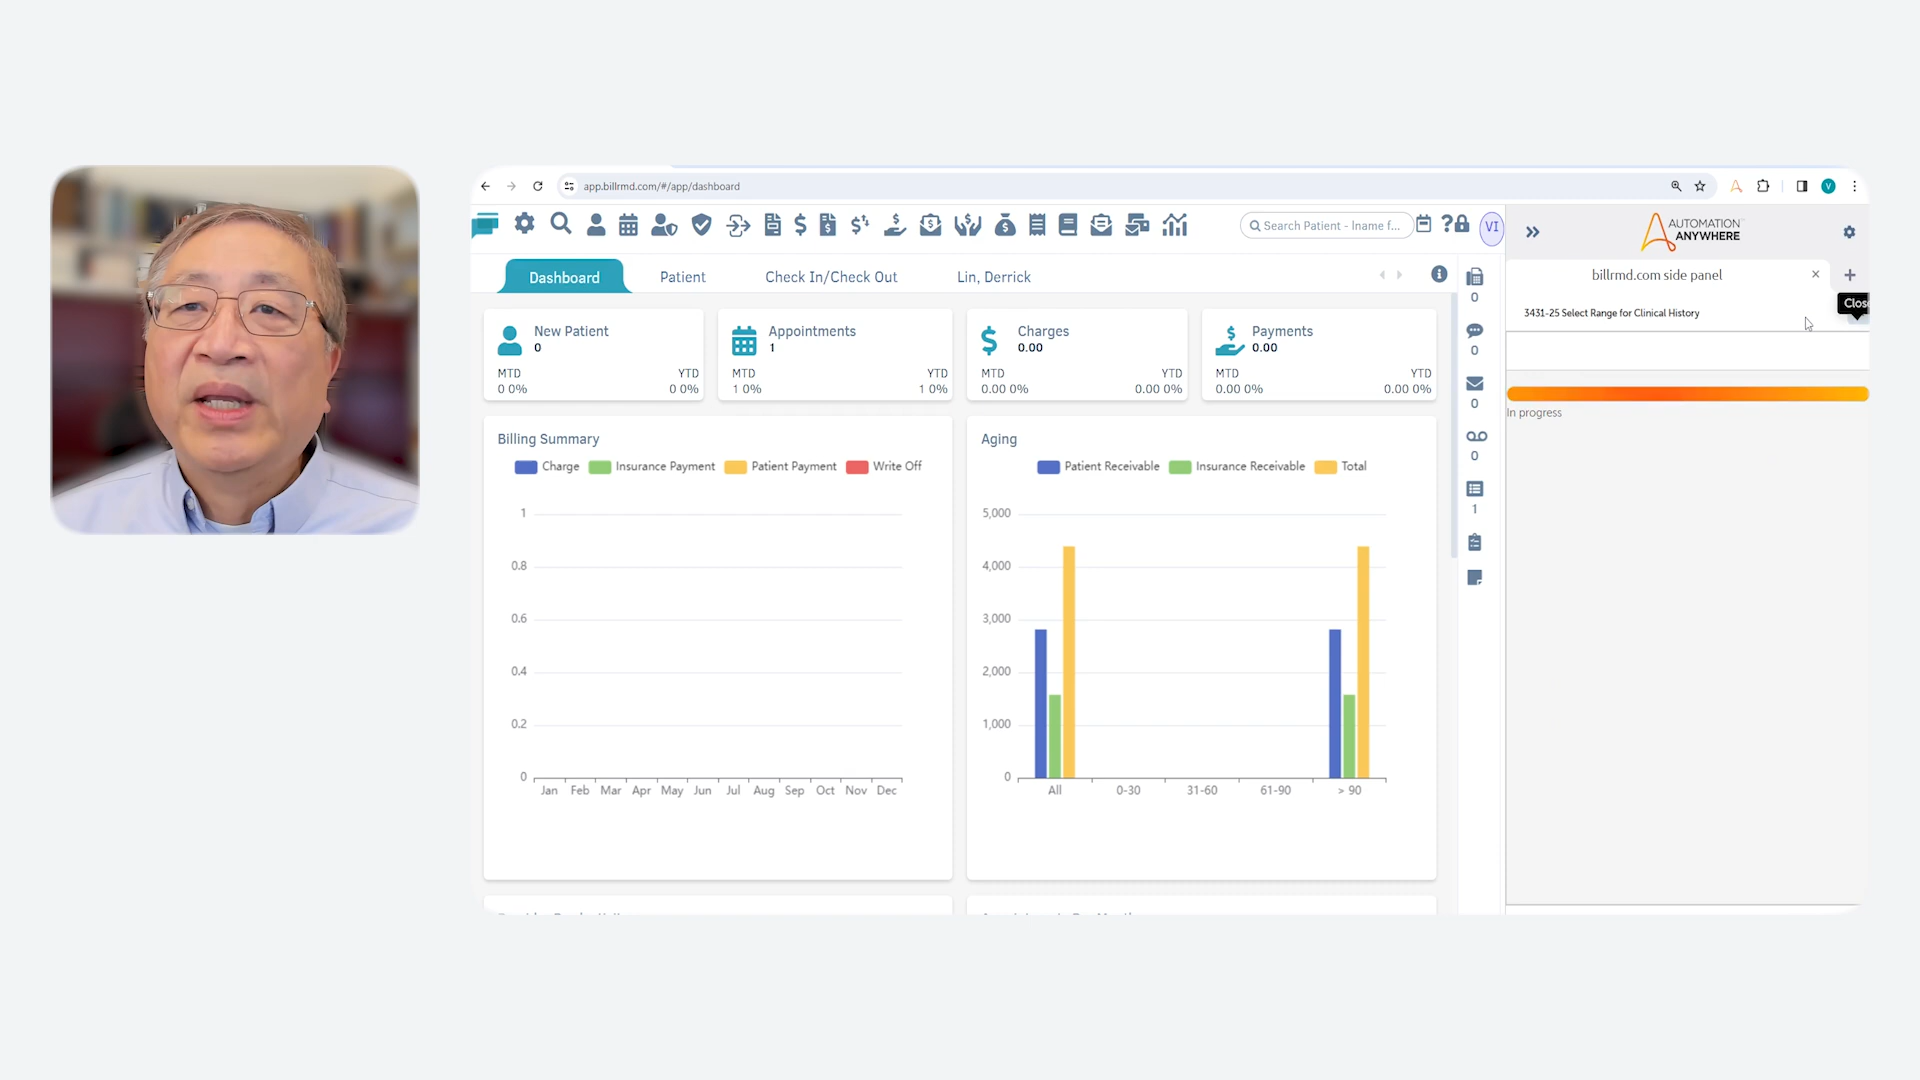 app.billrmd.com/#/app/dashboard
V
Search Patient - lname f...
VI
AUTOMATION
ANYWHERE
Dashboard
Patient
Check In/Check Out
Lin, Derrick
billrmd.com side panel
Clos
3431-25 Select Range for Clinical History
In progress
New Patient
0
MTD YTD
0 0% 0 0%
Appointments
1
MTD YTD
1 0% 1 0%
Charges
0.00
MTD YTD
0.00 0% 0.00 0%
Payments
0.00
MTD YTD
0.00 0% 0.00 0%
0
0
0
0
1
Billing Summary
Charge Insurance Payment Patient Payment Write Off
1
0.8
0.6
0.4
0.2
0
Jan Feb Mar Apr May Jun Jul Aug Sep Oct Nov Dec
Aging
Patient Receivable Insurance Receivable Total
5,000
4,000
3,000
2,000
1,000
0
All 0-30 31-60 61-90 > 90